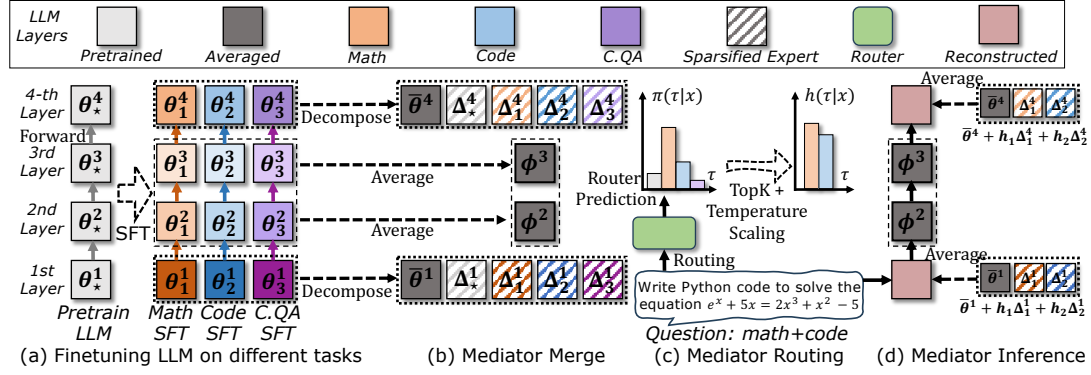 LLM Layers
Pretrained
Averaged
Math
Code
C.QA
Sparsified Expert
Router
Reconstructed
4-th Layer
θ⁴⋆
θ⁴₁
θ⁴₂
θ⁴₃
Decompose
θ̅⁴
Δ⁴⋆
Δ⁴₁
Δ⁴₂
Δ⁴₃
Forward
3rd Layer
θ³⋆
θ³₁
θ³₂
θ³₃
Average
ϕ³
2nd Layer
θ²⋆
SFT
θ²₁
θ²₂
θ²₃
Average
ϕ²
1st Layer
θ¹⋆
θ¹₁
θ¹₂
θ¹₃
Decompose
θ̅¹
Δ¹⋆
Δ¹₁
Δ¹₂
Δ¹₃
Pretrain LLM
Math SFT
Code SFT
C.QA SFT
π(τ|x)
τ
h(τ|x)
τ
Router Prediction
TopK + Temperature Scaling
Routing
Write Python code to solve the
equation eˣ + 5x = 2x³ + x² − 5
Question: math+code
Average
θ̅⁴
Δ⁴₁
Δ⁴₂
θ̅⁴ + h₁Δ⁴₁ + h₂Δ⁴₂
ϕ³
ϕ²
Average
θ̅¹
Δ¹₁
Δ¹₂
θ̅¹ + h₁Δ¹₁ + h₂Δ¹₂
(a) Finetuning LLM on different tasks
(b) Mediator Merge
(c) Mediator Routing
(d) Mediator Inference